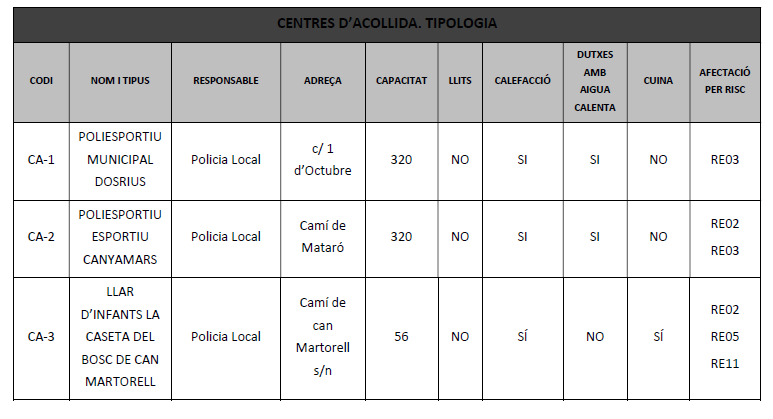 CENTRES D'ACOLLIDA. TIPOLOGIA
CODI
NOM I TIPUS
RESPONSABLE
ADREÇA
CAPACITAT
LLITS
CALEFACCIÓ
DUTXES
AMB
AIGUA
CALENTA
CUINA
AFECTACIÓ
PER RISC
CA-1
POLIESPORTIU
MUNICIPAL
DOSRIUS
Policia Local
c/ 1
d'Octubre
320
NO
SI
SI
NO
RE03
CA-2
POLIESPORTIU
ESPORTIU
CANYAMARS
Policia Local
Camí de
Mataró
320
NO
SI
SI
NO
RE02
RE03
CA-3
LLAR
D'INFANTS LA
CASETA DEL
BOSC DE CAN
MARTORELL
Policia Local
Camí de
can
Martorell
s/n
56
NO
SÍ
NO
SÍ
RE02
RE05
RE11